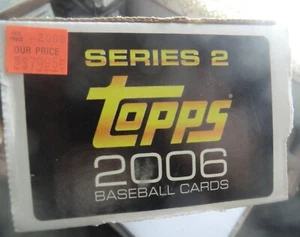 SERIES 2
OUR PRICE
Topps
2006
BASEBALL CARDS